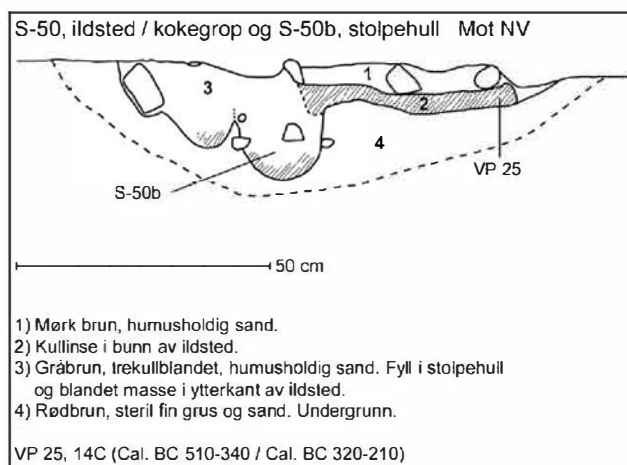 S-50, ildsted / kokegrop og S-50b, stolpehull Mot NV
1
3
2
4
S-50b
VP 25
50 cm
1) Mørk brun, humusholdig sand.
2) Kullinse i bunn av ildsted.
3) Gråbrun, trekullblandet, humusholdig sand. Fyll i stolpehull
og blandet masse i ytterkant av ildsted.
4) Rødbrun, steril fin grus og sand. Undergrunn.
VP 25, 14C (Cal. BC 510-340 / Cal. BC 320-210)